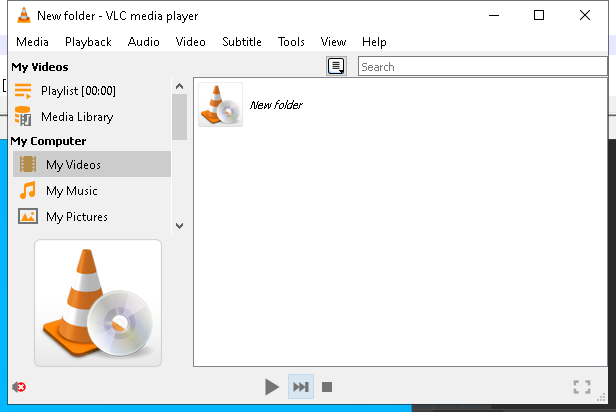 New folder - VLC media player
Media Playback Audio Video Subtitle Tools View Help
My Videos
Search
Playlist [00:00]
Media Library
My Computer
My Videos
My Music
My Pictures
New folder